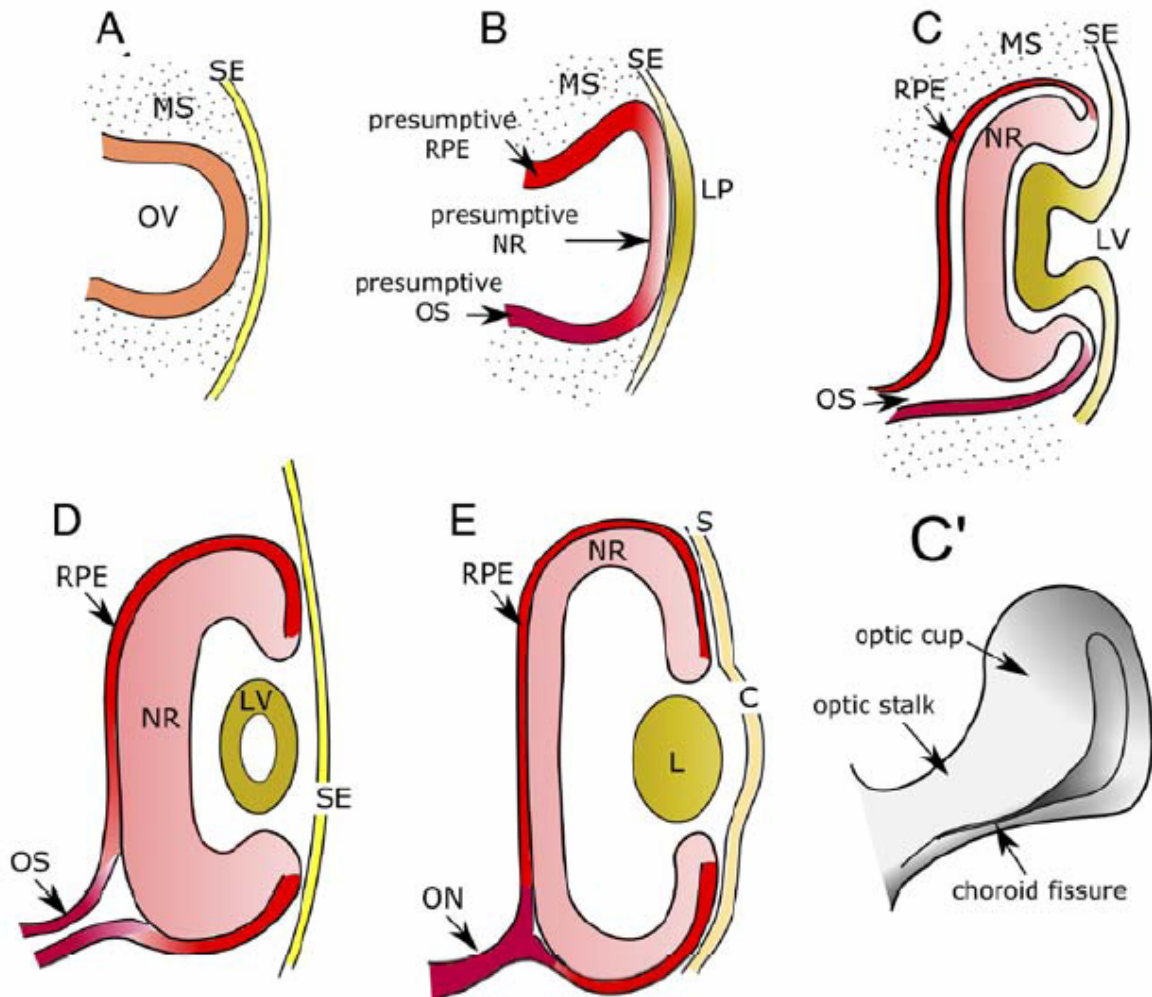 A
SE
MS
OV
B
SE
MS
presumptive
RPE
LP
presumptive
NR
presumptive
OS
C
MS
SE
RPE
NR
LV
OS
D
RPE
NR
LV
SE
OS
E
S
NR
RPE
C
L
ON
C'
optic cup
optic stalk
choroid fissure